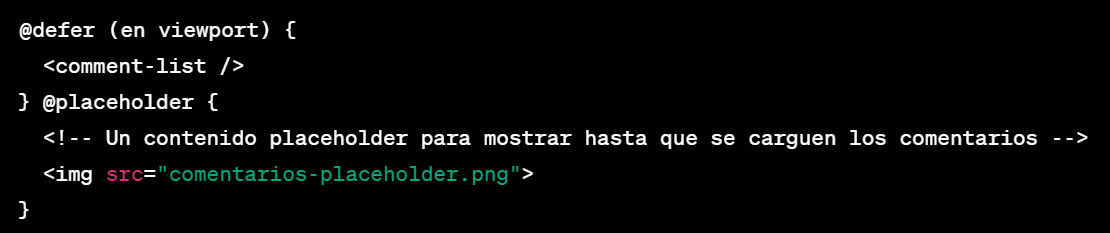 @defer (en viewport) {
  <comment-list />
} @placeholder {
  <!-- Un contenido placeholder para mostrar hasta que se carguen los comentarios -->
  <img src="comentarios-placeholder.png">
}